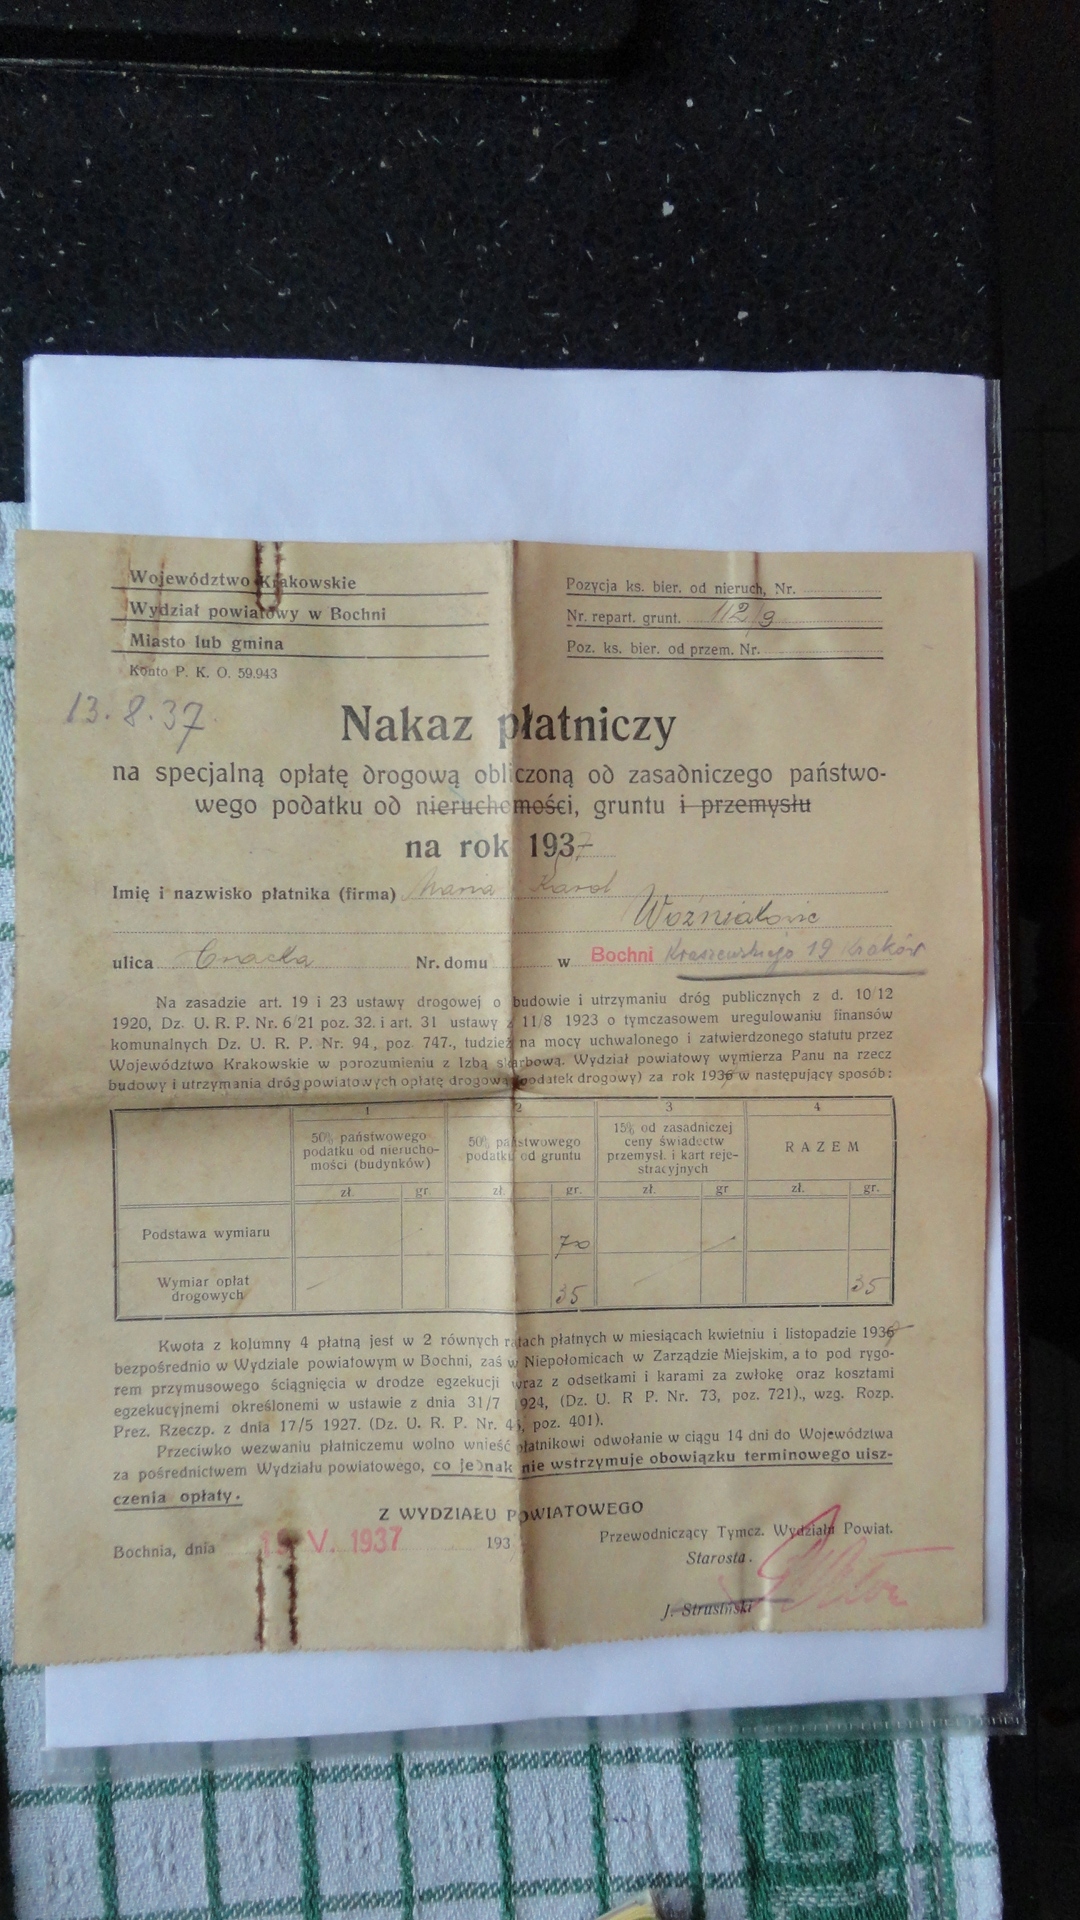 Województwo Krakowskie
Wydział powiatowy w Bochni
Miasto lub gmina
Konto P. K. O. 59.943
Pozycja ks. bier. od nieruch, Nr.
Nr. repart. grunt. 112/9
Poz. ks. bier. od przem. Nr.
13.8.37
Nakaz płatniczy
na specjalną opłatę drogową obliczoną od zasadniczego państwo-
wego podatku od nieruchomości, gruntu i przemysłu
na rok 1937
Imię i nazwisko płatnika (firma) Maria i Karol
Woźniakowie
ulica Nr. domu w Bochni Kraszewskiego 19 Kraków
Na zasadzie art. 19 i 23 ustawy drogowej o budowie i utrzymaniu dróg publicznych z d. 10/12
1920, Dz. U. R. P. Nr. 6/21 poz. 32. i art. 31 ustawy z 11/8 1923 o tymczasowem uregulowaniu finansów
komunalnych Dz. U. R. P. Nr. 94, poz 747., tudzież na mocy uchwalonego i zatwierdzonego statutu przez
Województwo Krakowskie w porozumieniu z Izbą skarbową. Wydział powiatowy wymierza Panu na rzecz
budowy i utrzymania dróg powiatowych opłatę drogową (podatek drogowy) za rok 1936 w następujący sposób:
1 2 3 4
50% państwowego
podatku od nierucho-
mości (budynków)
50% państwowego
podatku od gruntu
15% od zasadniczej
ceny świadectw
przemysł. i kart reje-
stracyjnych
RAZEM
zł. gr. zł. gr. zł. gr zł. gr.
Podstawa wymiaru 70
Wymiar opłat
drogowych 35 35
Kwota z kolumny 4 płatną jest w 2 równych ratach płatnych w miesiącach kwietniu i listopadzie 1936
bezpośrednio w Wydziale powiatowym w Bochni, zaś w Niepołomicach w Zarządzie Miejskim, a to pod rygo-
rem przymusowego ściągnięcia w drodze egzekucji wraz z odsetkami i karami za zwłokę oraz kosztami
egzekucyjnemi określonemi w ustawie z dnia 31/7 1924, (Dz. U. R P. Nr. 73, poz. 721)., wzg. Rozp.
Prez. Rzeczp. z dnia 17/5 1927. (Dz. U. R. P. Nr. 46, poz. 401).
Przeciwko wezwaniu płatniczemu wolno wnieść płatnikowi odwołanie w ciągu 14 dni do Województwa
za pośrednictwem Wydziału powiatowego, co jednak nie wstrzymuje obowiązku terminowego uisz-
czenia opłaty.
Z WYDZIAŁU POWIATOWEGO
Bochnia, dnia V. 1937 193
Przewodniczący Tymcz. Wydziału Powiat.
Starosta.
J. Strusiński